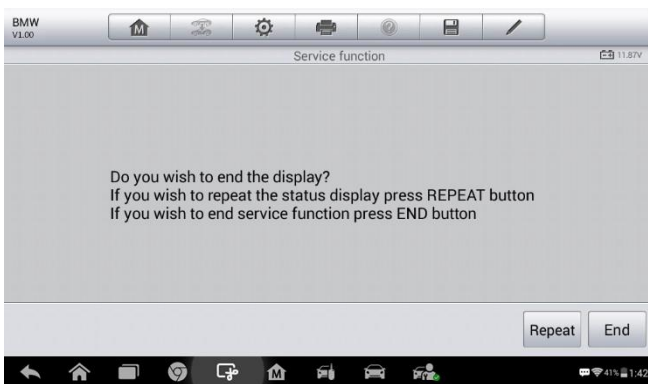 BMW
V1.00
M
Service function
11.87V
Do you wish to end the display?
If you wish to repeat the status display press REPEAT button
If you wish to end service function press END button
Repeat
End
M
41%
1:42